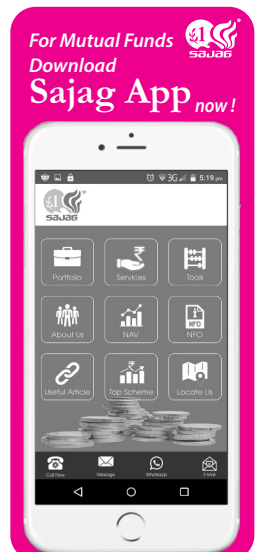 For Mutual Funds
SAJAG
Download
Sajag App now !
3G 5:19 pm
SAJAG
Portfolio
Services
Tools
About Us
NAV
NFO
NFO
Useful Article
Top Scheme
Locate Us
Call Now
Message
Whatsapp
E-Mail